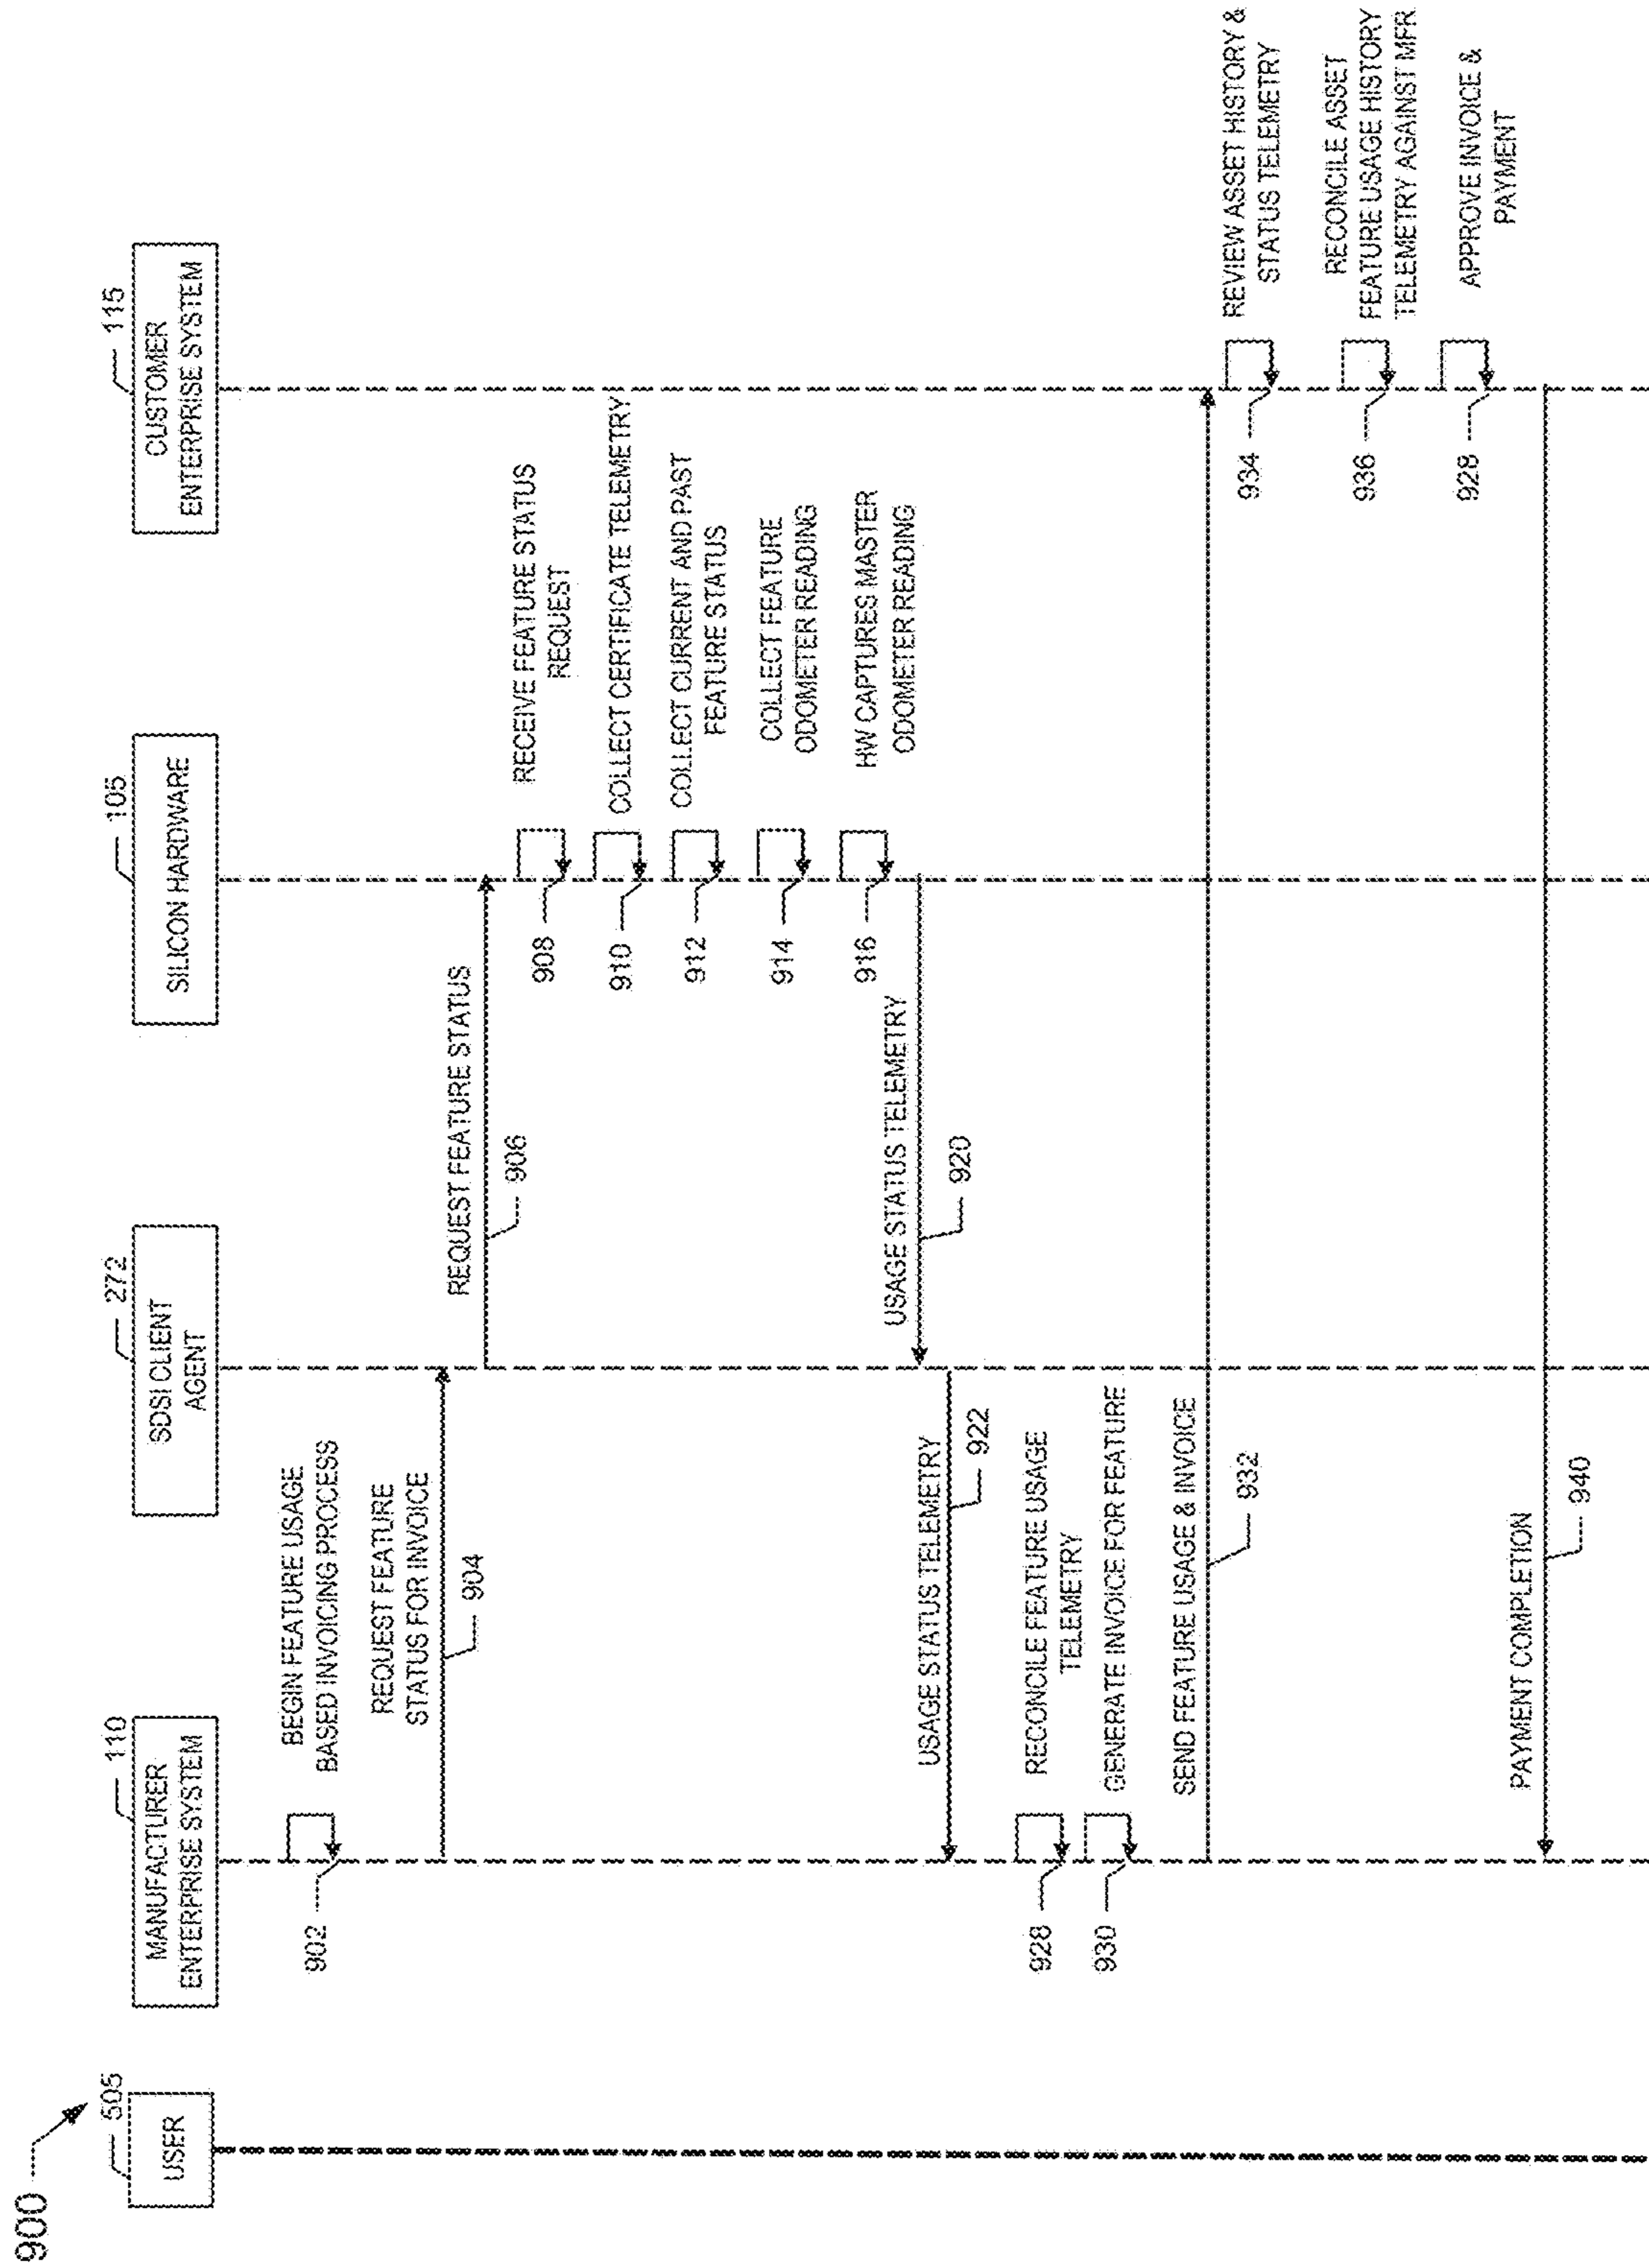 900
505
USER
110
MANUFACTURER
ENTERPRISE SYSTEM
272
SDSI CLIENT
AGENT
105
SILICON HARDWARE
115
CUSTOMER
ENTERPRISE SYSTEM
902
BEGIN FEATURE USAGE
BASED INVOICING PROCESS
REQUEST FEATURE
STATUS FOR INVOICE
904
REQUEST FEATURE STATUS
906
908
RECEIVE FEATURE STATUS
REQUEST
910
COLLECT CERTIFICATE TELEMETRY
912
COLLECT CURRENT AND PAST
FEATURE STATUS
914
COLLECT FEATURE
ODOMETER READING
916
HW CAPTURES MASTER
ODOMETER READING
USAGE STATUS TELEMETRY
920
USAGE STATUS TELEMETRY
922
928
RECONCILE FEATURE USAGE
TELEMETRY
930
GENERATE INVOICE FOR FEATURE
SEND FEATURE USAGE & INVOICE
932
934
REVIEW ASSET HISTORY &
STATUS TELEMETRY
936
RECONCILE ASSET
FEATURE USAGE HISTORY
TELEMETRY AGAINST MFR
928
APPROVE INVOICE &
PAYMENT
PAYMENT COMPLETION
940